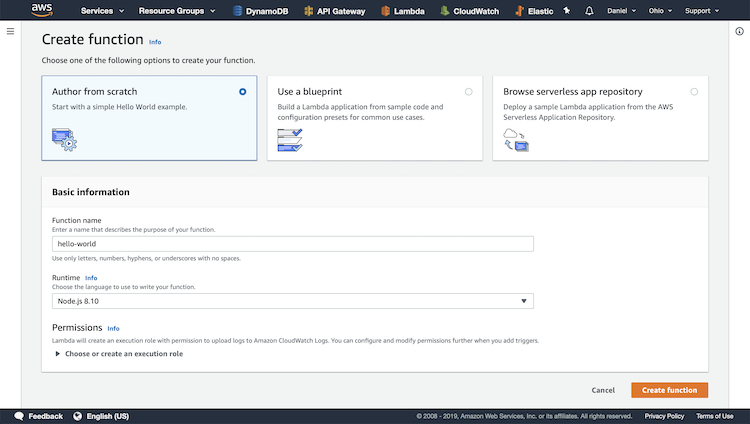 aws Services Resource Groups DynamoDB API Gateway Lambda CloudWatch Elastic Daniel Ohio Support
Create function Info
Choose one of the following options to create your function.
Author from scratch
Start with a simple Hello World example.
Use a blueprint
Build a Lambda application from sample code and
configuration presets for common use cases.
Browse serverless app repository
Deploy a sample Lambda application from the AWS
Serverless Application Repository.
Basic information
Function name
Enter a name that describes the purpose of your function.
hello-world
Use only letters, numbers, hyphens, or underscores with no spaces.
Runtime Info
Choose the language to use to write your function.
Node.js 8.10
Permissions Info
Lambda will create an execution role with permission to upload logs to Amazon CloudWatch Logs. You can configure and modify permissions further when you add triggers.
Choose or create an execution role
Cancel Create function
Feedback English (US) © 2008 - 2019, Amazon Web Services, Inc. or its affiliates. All rights reserved. Privacy Policy Terms of Use